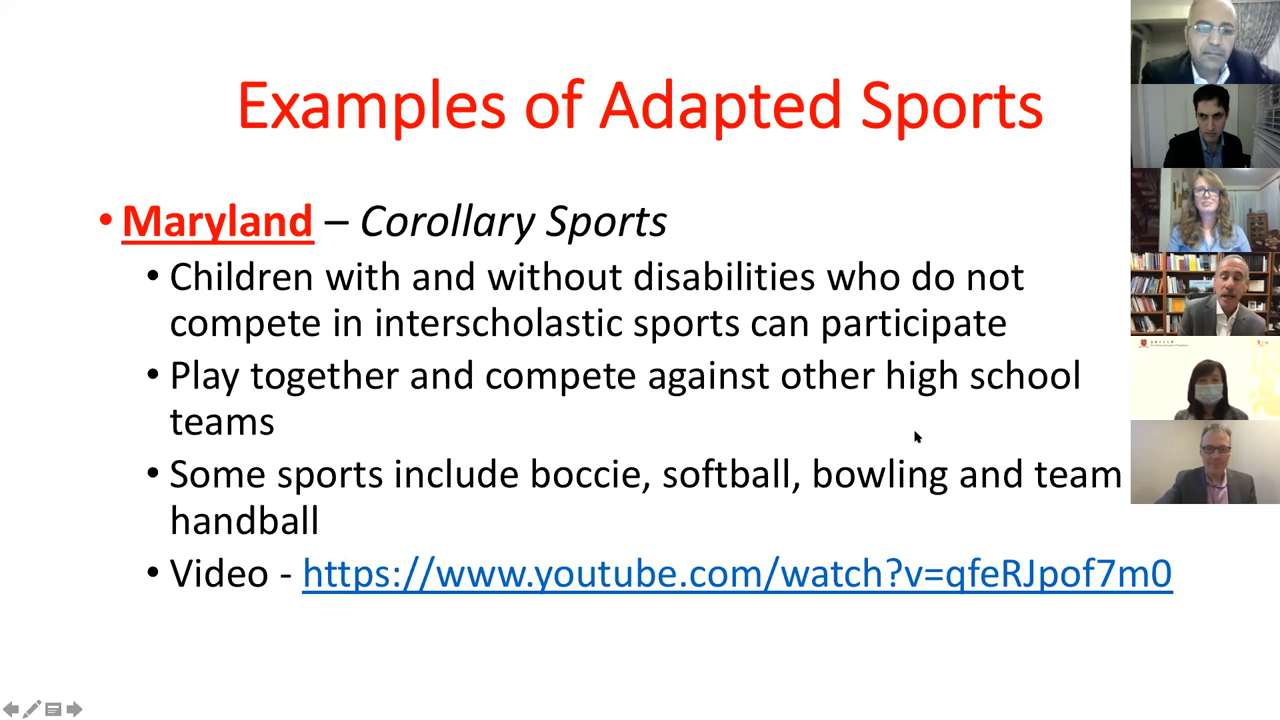 Examples of Adapted Sports
• Maryland – Corollary Sports
• Children with and without disabilities who do not
compete in interscholastic sports can participate
• Play together and compete against other high school
teams
• Some sports include boccie, softball, bowling and team
handball
• Video - https://www.youtube.com/watch?v=qfeRJpof7m0